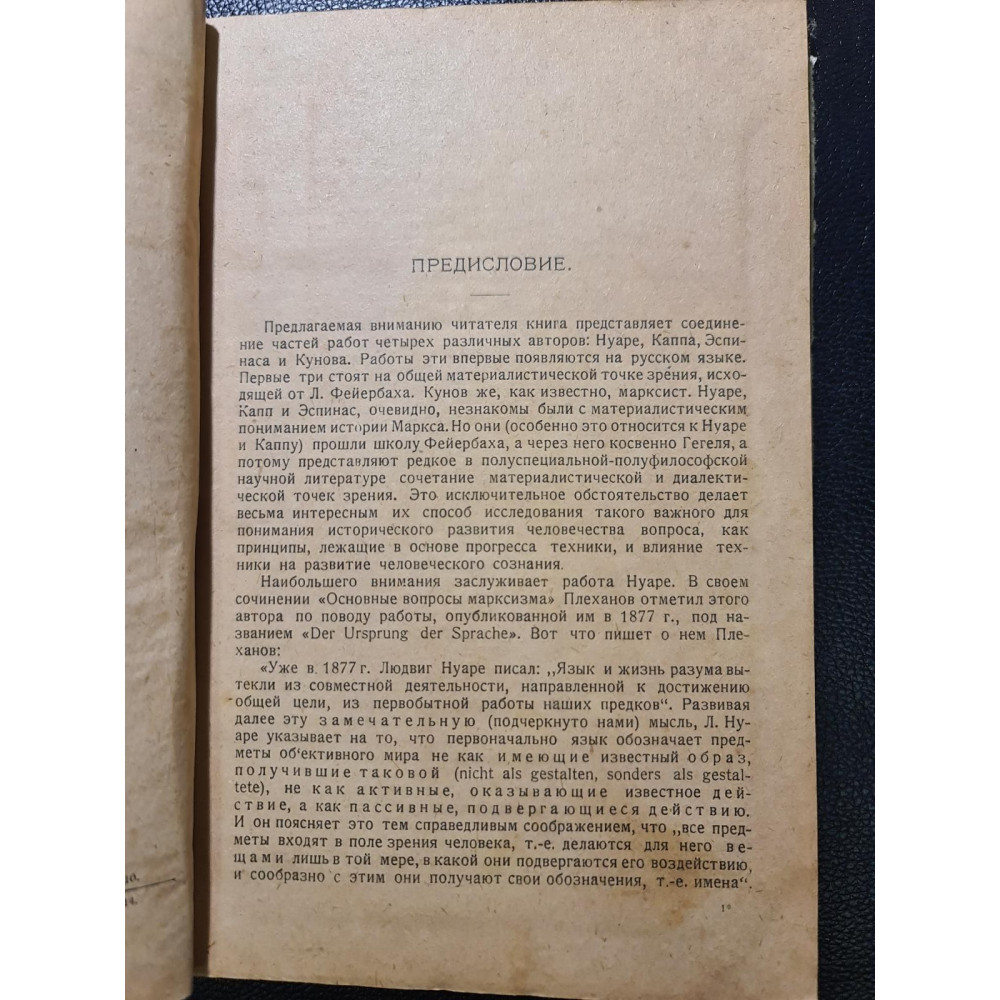 ПРЕДИСЛОВИЕ.
Предлагаемая вниманию читателя книга представляет соедине-
ние частей работ четырех различных авторов: Нуаре, Каппа, Эспи-
наса и Кунова. Работы эти впервые появляются на русском языке.
Первые три стоят на общей материалистической точке зрения, исхо-
дящей от Л. Фейербаха. Кунов же, как известно, марксист. Нуаре,
Капп и Эспинас, очевидно, незнакомы были с материалистическим
пониманием истории Маркса. Но они (особенно это относится к Нуаре
и Каппу) прошли школу Фейербаха, а через него косвенно Гегеля, а
потому представляют редкое в полуспециальной-полуфилософской
научной литературе сочетание материалистической и диалекти-
ческой точек зрения. Это исключительное обстоятельство делает
весьма интересным их способ исследования такого важного для
понимания исторического развития человечества вопроса, как
принципы, лежащие в основе прогресса техники, и влияние тех-
ники на развитие человеческого сознания.
Наибольшего внимания заслуживает работа Нуаре. В своем
сочинении «Основные вопросы марксизма» Плеханов отметил этого
автора по поводу работы, опубликованной им в 1877 г., под на-
званием «Der Ursprung der Sprache». Вот что пишет о нем Пле-
ханов:
«Уже в 1877 г. Людвиг Нуаре писал: „Язык и жизнь разума вы-
текли из совместной деятельности, направленной к достижению
общей цели, из первобытной работы наших предков“. Развивая
далее эту замечательную (подчеркнуто нами) мысль, Л. Ну-
аре указывает на то, что первоначально язык обозначает пред-
меты об'ективного мира не как имеющие известный образ,
получившие таковой (nicht als gestalten, sonders als gestal-
tete), не как активные, оказывающие известное дей-
ствие, а как пассивные, подвергающиеся действию.
И он поясняет это тем справедливым соображением, что „все пред-
меты входят в поле зрения человека, т.-е. делаются для него ве-
щами лишь в той мере, в какой они подвергаются его воздействию,
и сообразно с этим они получают свои обозначения, т.-е. имена“.
1*